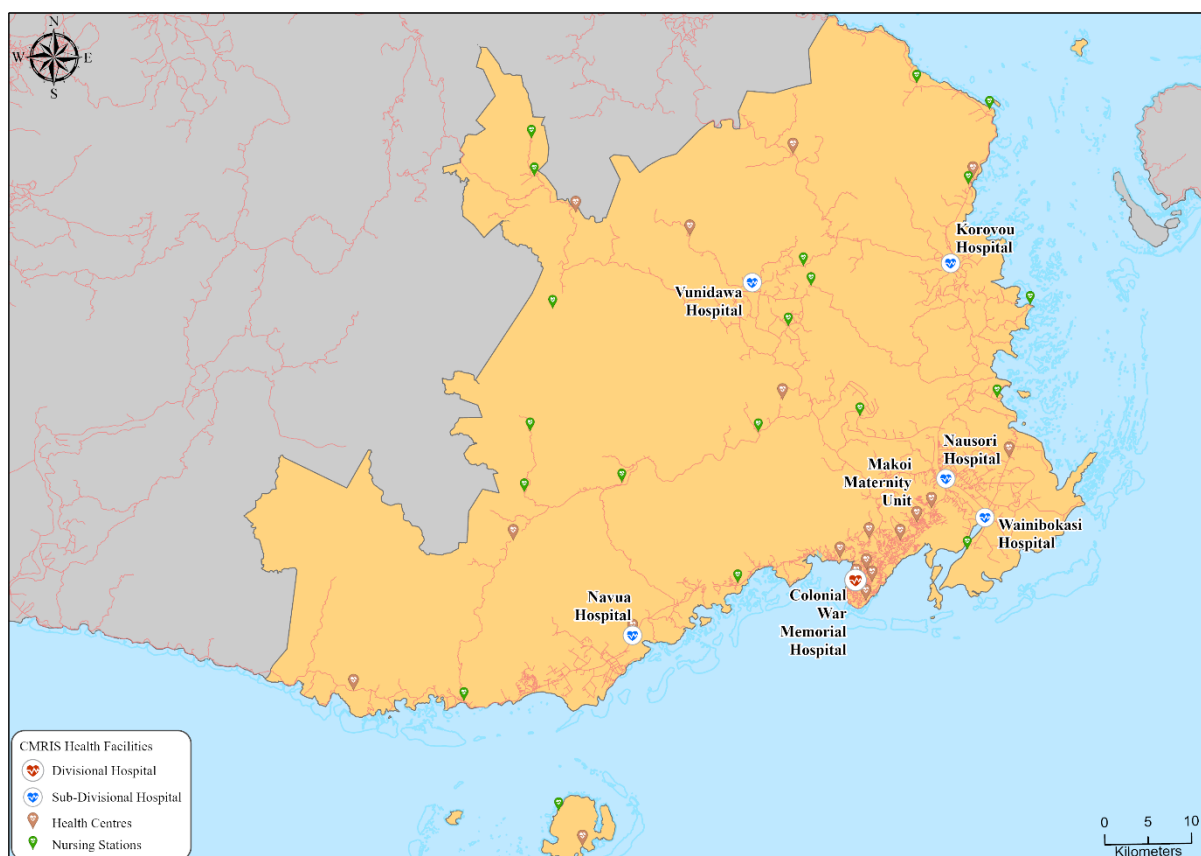 N
W E
S
Korovou
Hospital
Vunidawa
Hospital
Nausori
Hospital
Makoi
Maternity
Unit
Wainibokasi
Hospital
Navua
Hospital
Colonial
War
Memorial
Hospital
CMRIS Health Facilities
Divisional Hospital
Sub-Divisional Hospital
Health Centres
Nursing Stations
0 5 10
Kilometers